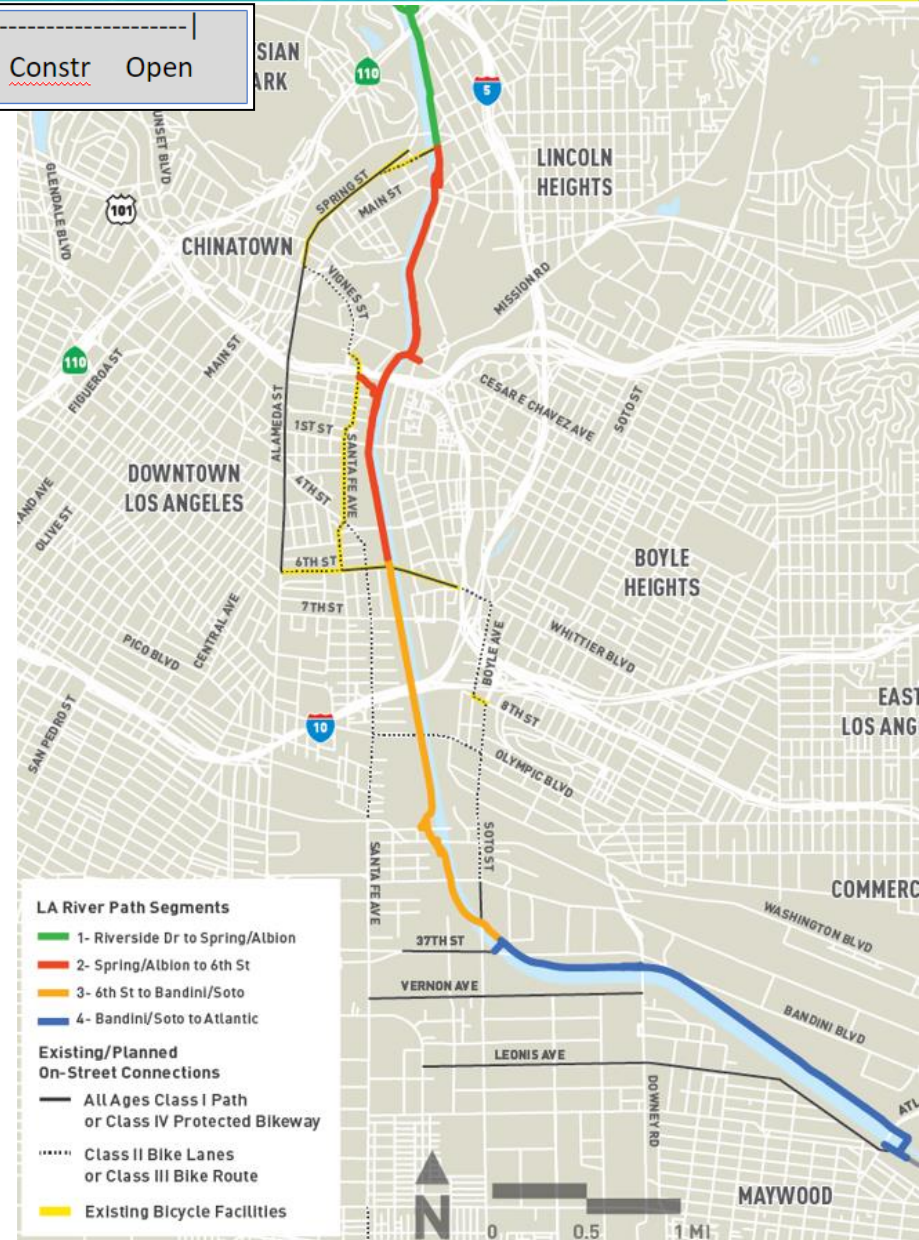 --------------------|
Constr Open
SIAN
ARK
110
5
UNSET BLVD
GLENDALE BLVD
LINCOLN
HEIGHTS
SPRING ST
MAIN ST
101
CHINATOWN
VIGNES ST
MISSION RD
110
FIGUEROA ST
MAIN ST
CESAR E CHAVEZ AVE
SOTO ST
ALAMEDA ST
1ST ST
SANTA FE AVE
DOWNTOWN
LOS ANGELES
4TH ST
AND AVE
OLIVE ST
6TH ST
BOYLE
HEIGHTS
7TH ST
CENTRAL AVE
PICO BLVD
WHITTIER BLVD
BOYLE AVE
EAST
LOS ANG
SAN PEDRO ST
10
8TH ST
OLYMPIC BLVD
SOTO ST
SANTA FE AVE
COMMERC
WASHINGTON BLVD
LA River Path Segments
1- Riverside Dr to Spring/Albion
2- Spring/Albion to 6th St
3- 6th St to Bandini/Soto
4- Bandini/Soto to Atlantic
Existing/Planned
On-Street Connections
All Ages Class I Path
or Class IV Protected Bikeway
Class II Bike Lanes
or Class III Bike Route
Existing Bicycle Facilities
37TH ST
VERNON AVE
BANDINI BLVD
LEONIS AVE
DOWNEY RD
ATL
MAYWOOD
N
0 0.5 1 MI